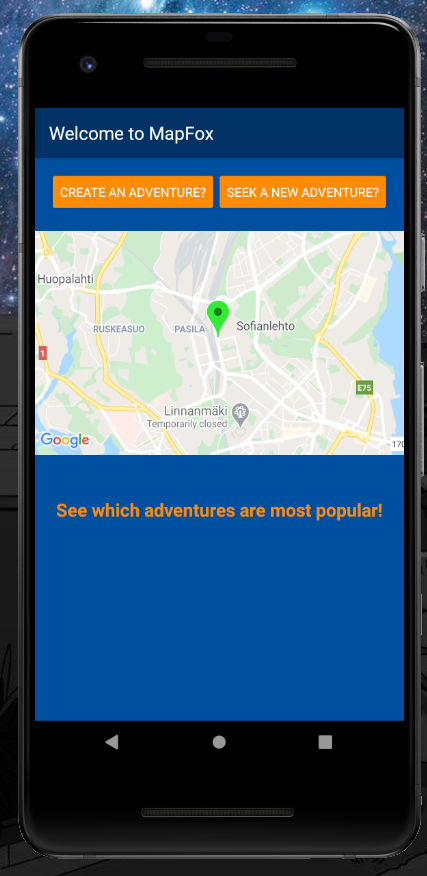 Welcome to MapFox
CREATE AN ADVENTURE? SEEK A NEW ADVENTURE?
Huopalahti
RUSKEASUO PASILA Sofianlehto
1
E75
Linnanmäki
Temporarily closed
Google
170
See which adventures are most popular!